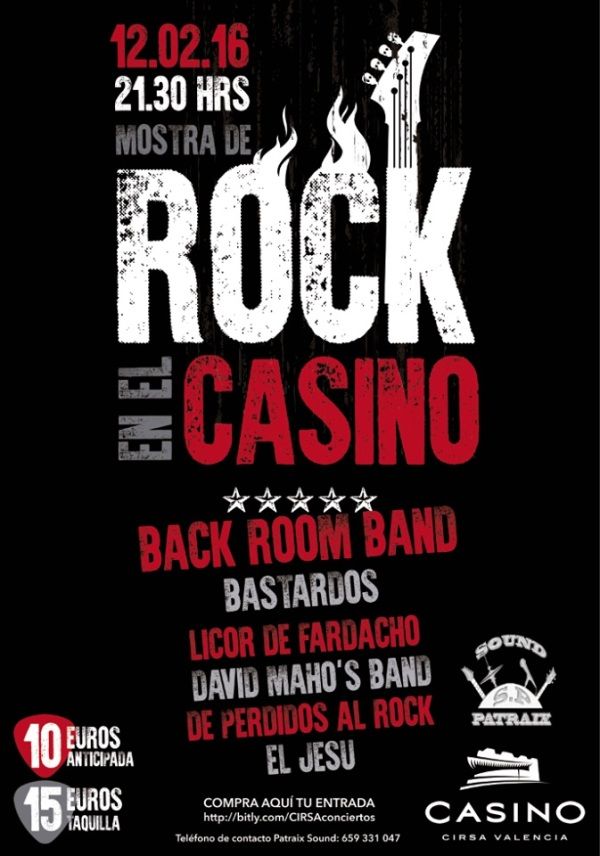 12.02.16
21.30 HRS
MOSTRA DE
ROCK
EN EL
CASINO
BACK ROOM BAND
BASTARDOS
LICOR DE FARDACHO
DAVID MAHO'S BAND
DE PERDIDOS AL ROCK
EL JESU
SOUND
S.P.
PATRAIX
10 EUROS
ANTICIPADA
15 EUROS
TAQUILLA
COMPRA AQUÍ TU ENTRADA
http://bitly.com/CIRSAconciertos
Teléfono de contacto Patraix Sound: 659 331 047
CASINO
CIRSA VALENCIA